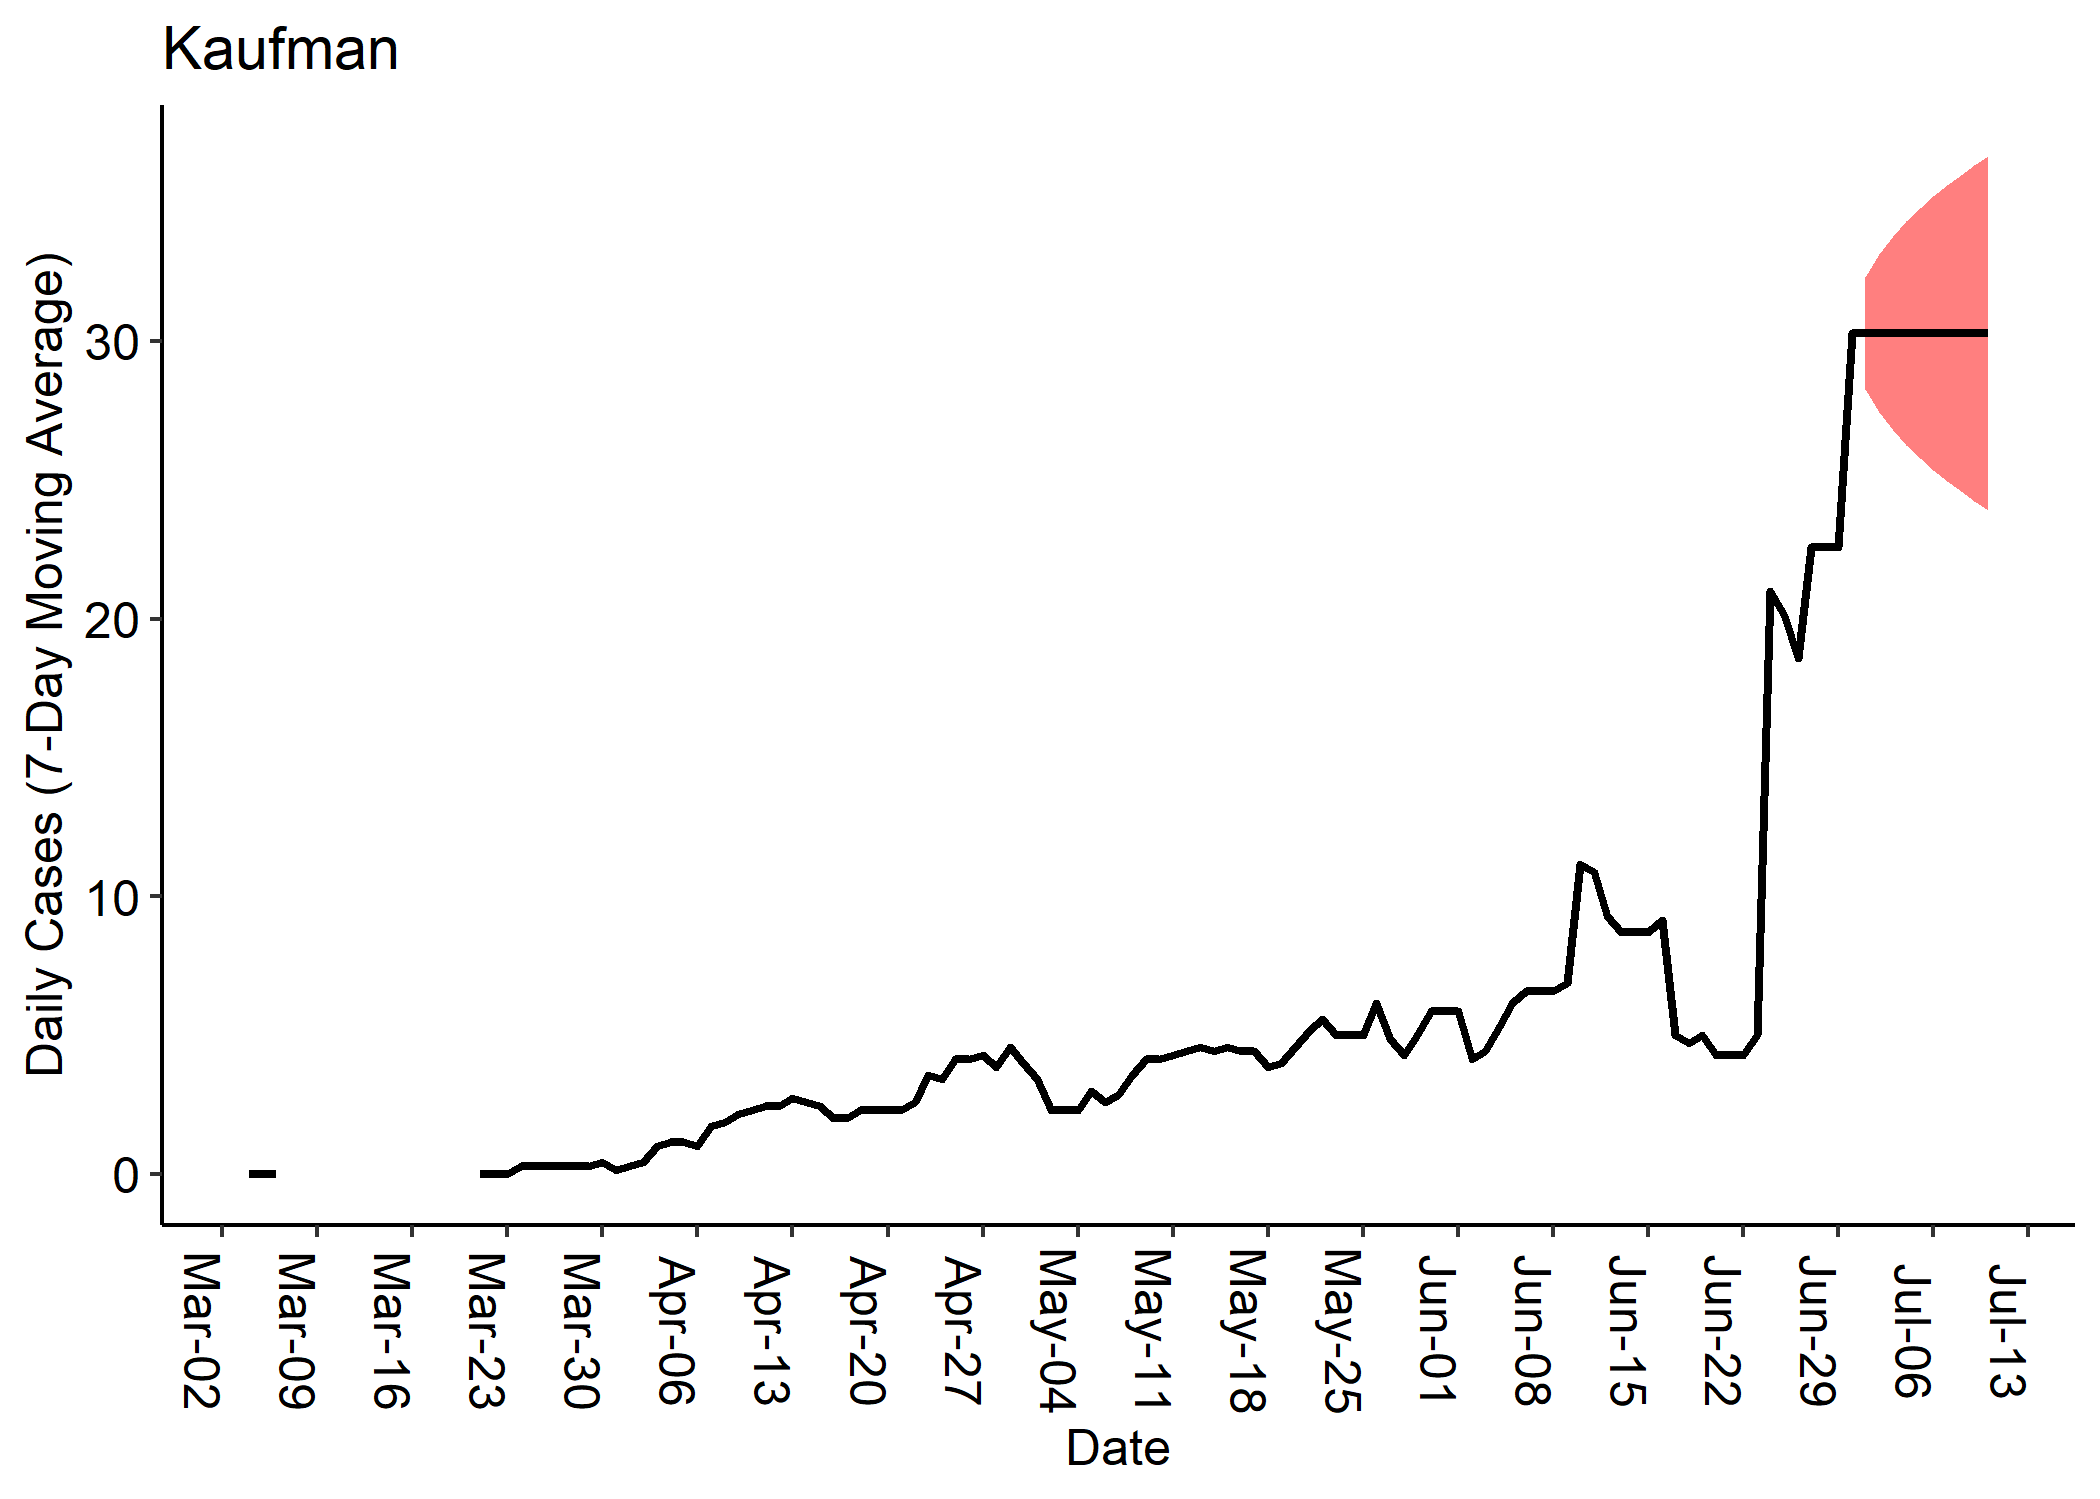 Kaufman
Daily Cases (7-Day Moving Average)
30
20
10
0
Mar-02
Mar-09
Mar-16
Mar-23
Mar-30
Apr-06
Apr-13
Apr-20
Apr-27
May-04
May-11
May-18
May-25
Jun-01
Jun-08
Jun-15
Jun-22
Jun-29
Jul-06
Jul-13
Date